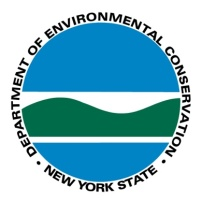 DEPARTMENT OF ENVIRONMENTAL CONSERVATION
• NEW YORK STATE •